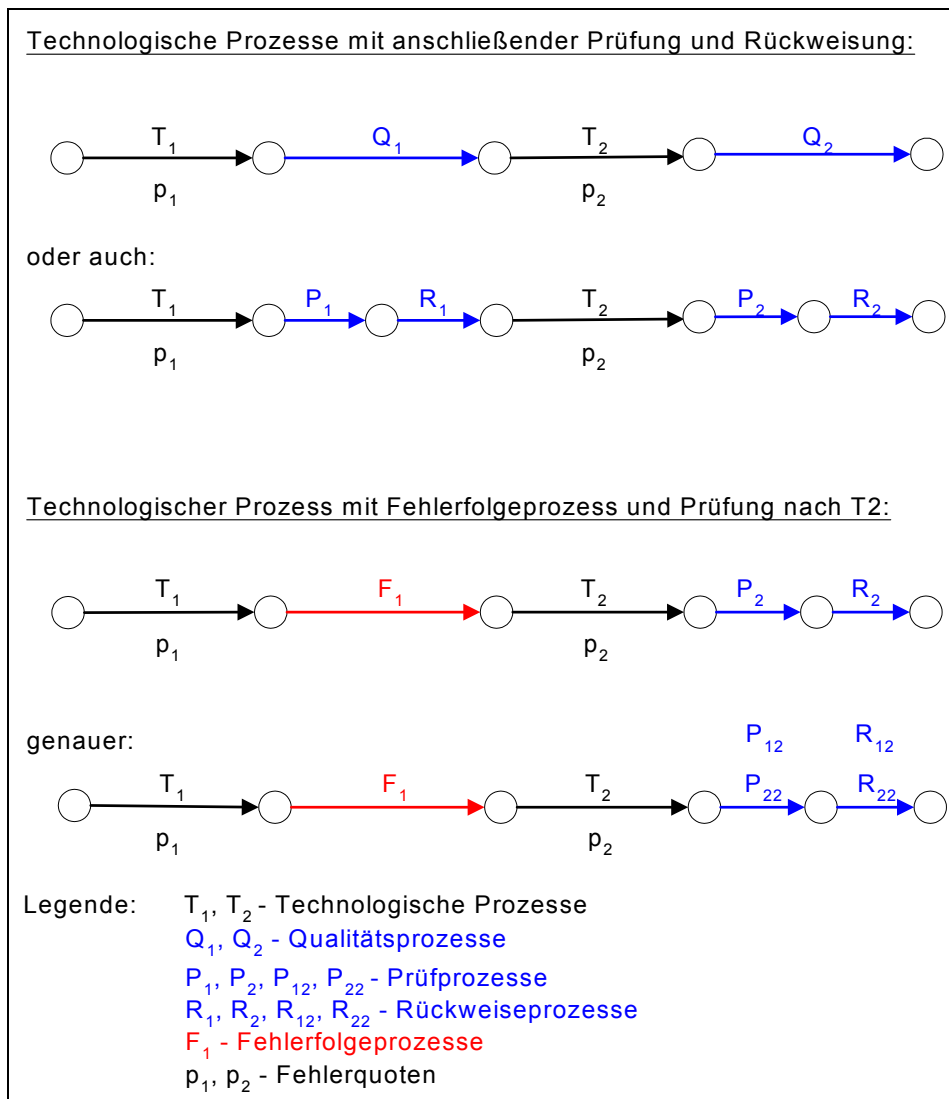 Technologische Prozesse mit anschließender Prüfung und Rückweisung:
T1 Q1 T2 Q2
p1 p2
oder auch:
T1 P1 R1 T2 P2 R2
p1 p2
Technologischer Prozess mit Fehlerfolgeprozess und Prüfung nach T2:
T1 F1 T2 P2 R2
p1 p2
genauer: P12 R12
T1 F1 T2 P22 R22
p1 p2
Legende: T1, T2 - Technologische Prozesse
Q1, Q2 - Qualitätsprozesse
P1, P2, P12, P22 - Prüfprozesse
R1, R2, R12, R22 - Rückweiseprozesse
F1 - Fehlerfolgeprozesse
p1, p2 - Fehlerquoten